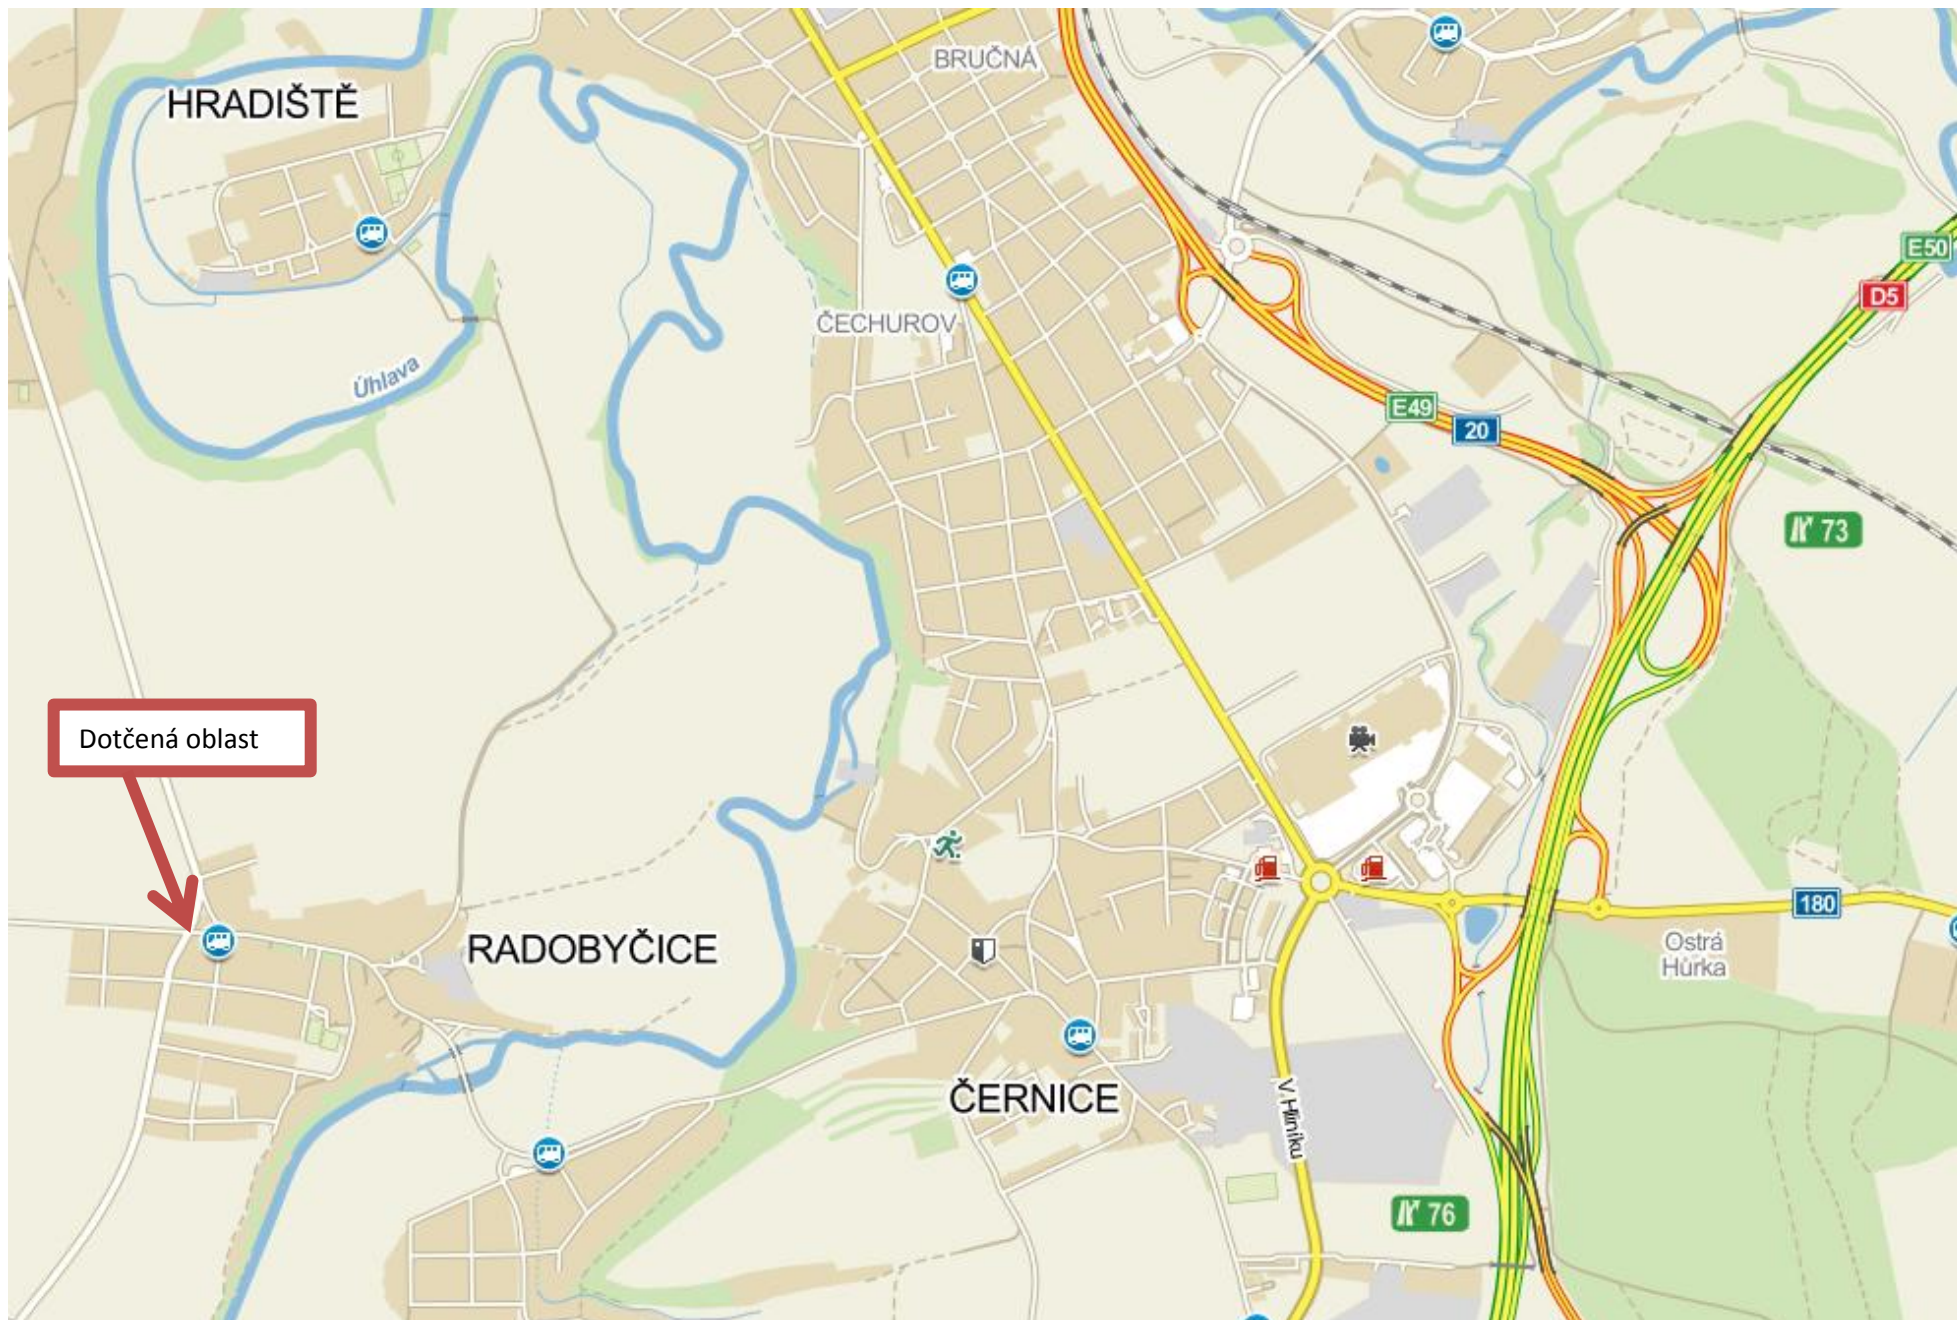 BRUČNÁ
HRADIŠTĚ
E50
D5
ČECHUROV
Úhlava
E49
20
73
Dotčená oblast
180
RADOBYČICE
Ostrá
Hůrka
ČERNICE
V Hliníku
76